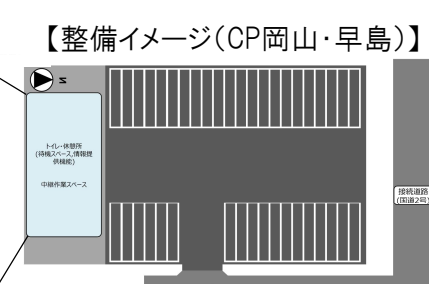 【整備イメージ(CP岡山・早島)】
N
トイレ・休憩所
(待機スペース,情報提
供機能)
中継作業スペース
接続道路
(国道2号)